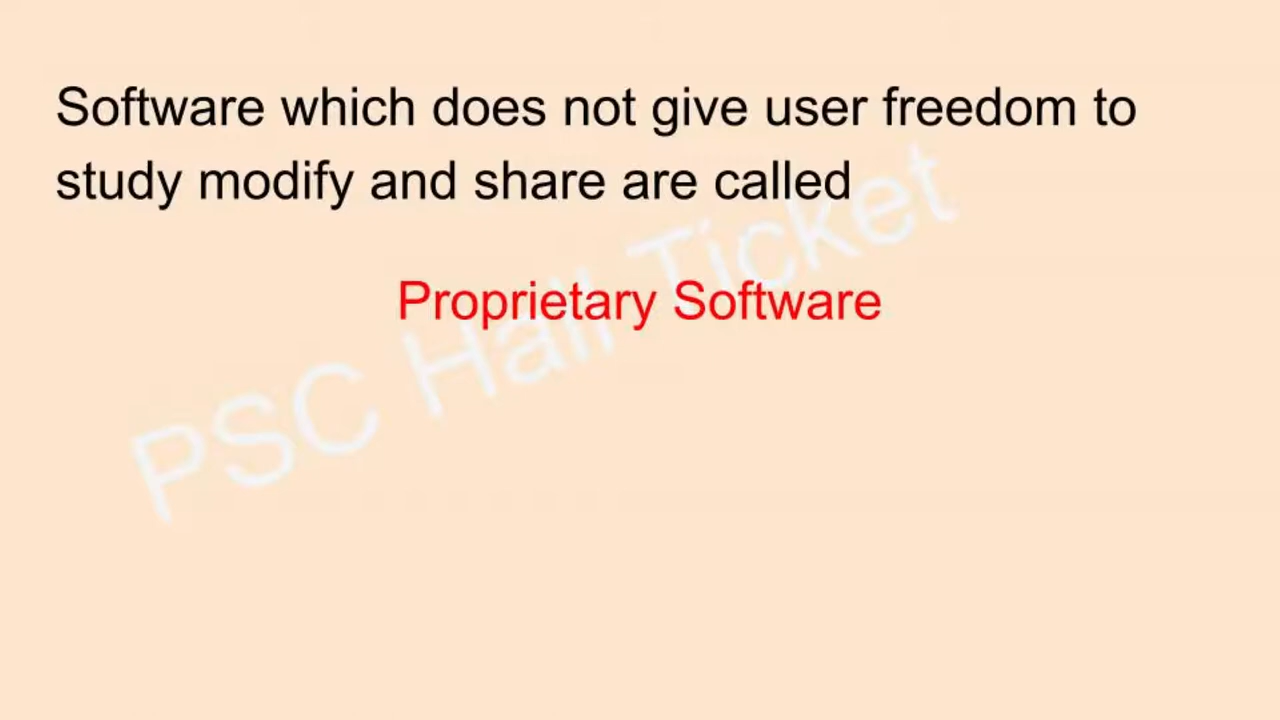 Software which does not give user freedom to
study modify and share are called
Proprietary Software
PSC Hall Ticket